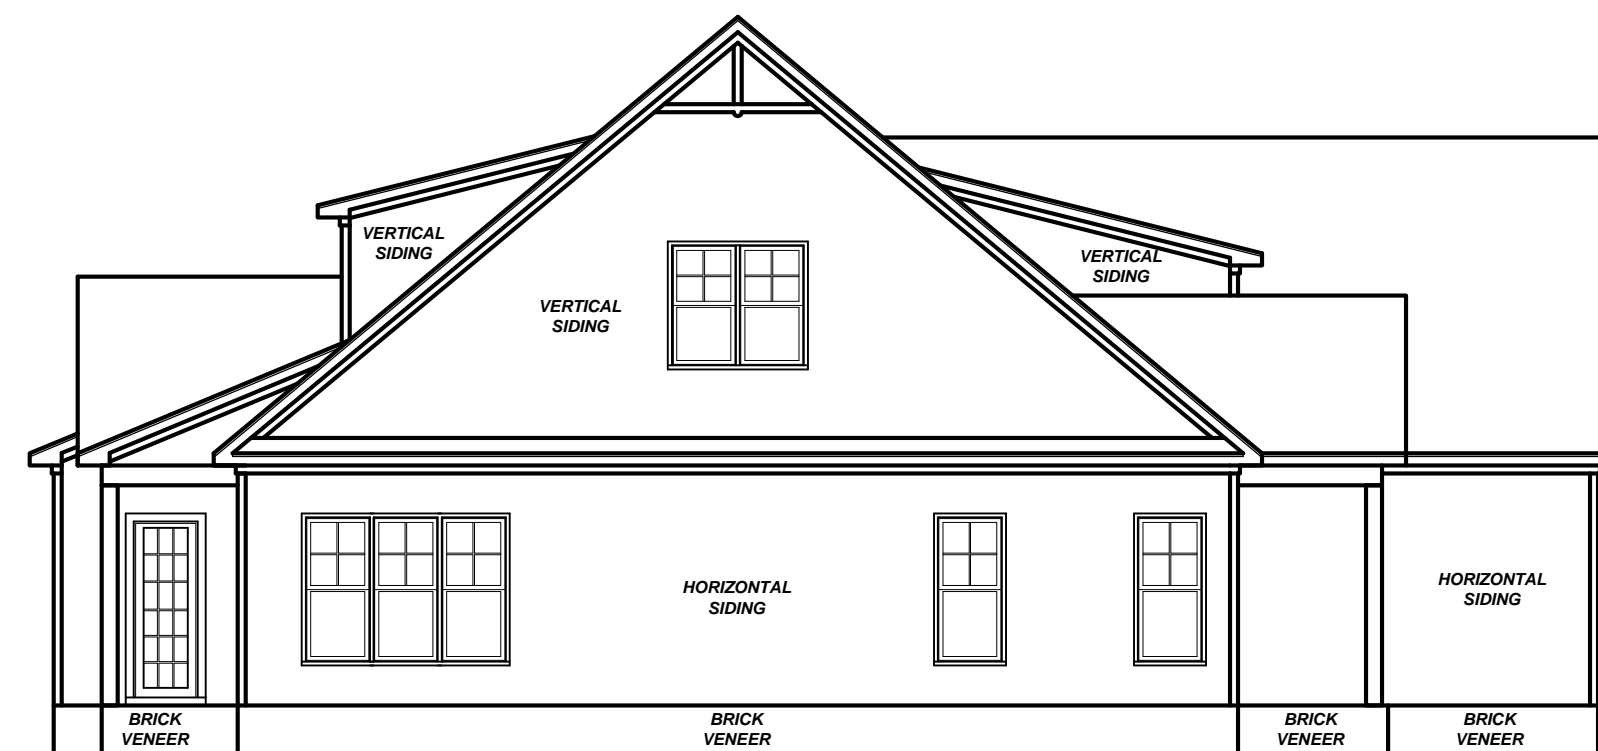 VERTICAL
SIDING
VERTICAL
SIDING
VERTICAL
SIDING
HORIZONTAL
SIDING
HORIZONTAL
SIDING
BRICK
VENEER
BRICK
VENEER
BRICK
VENEER
BRICK
VENEER